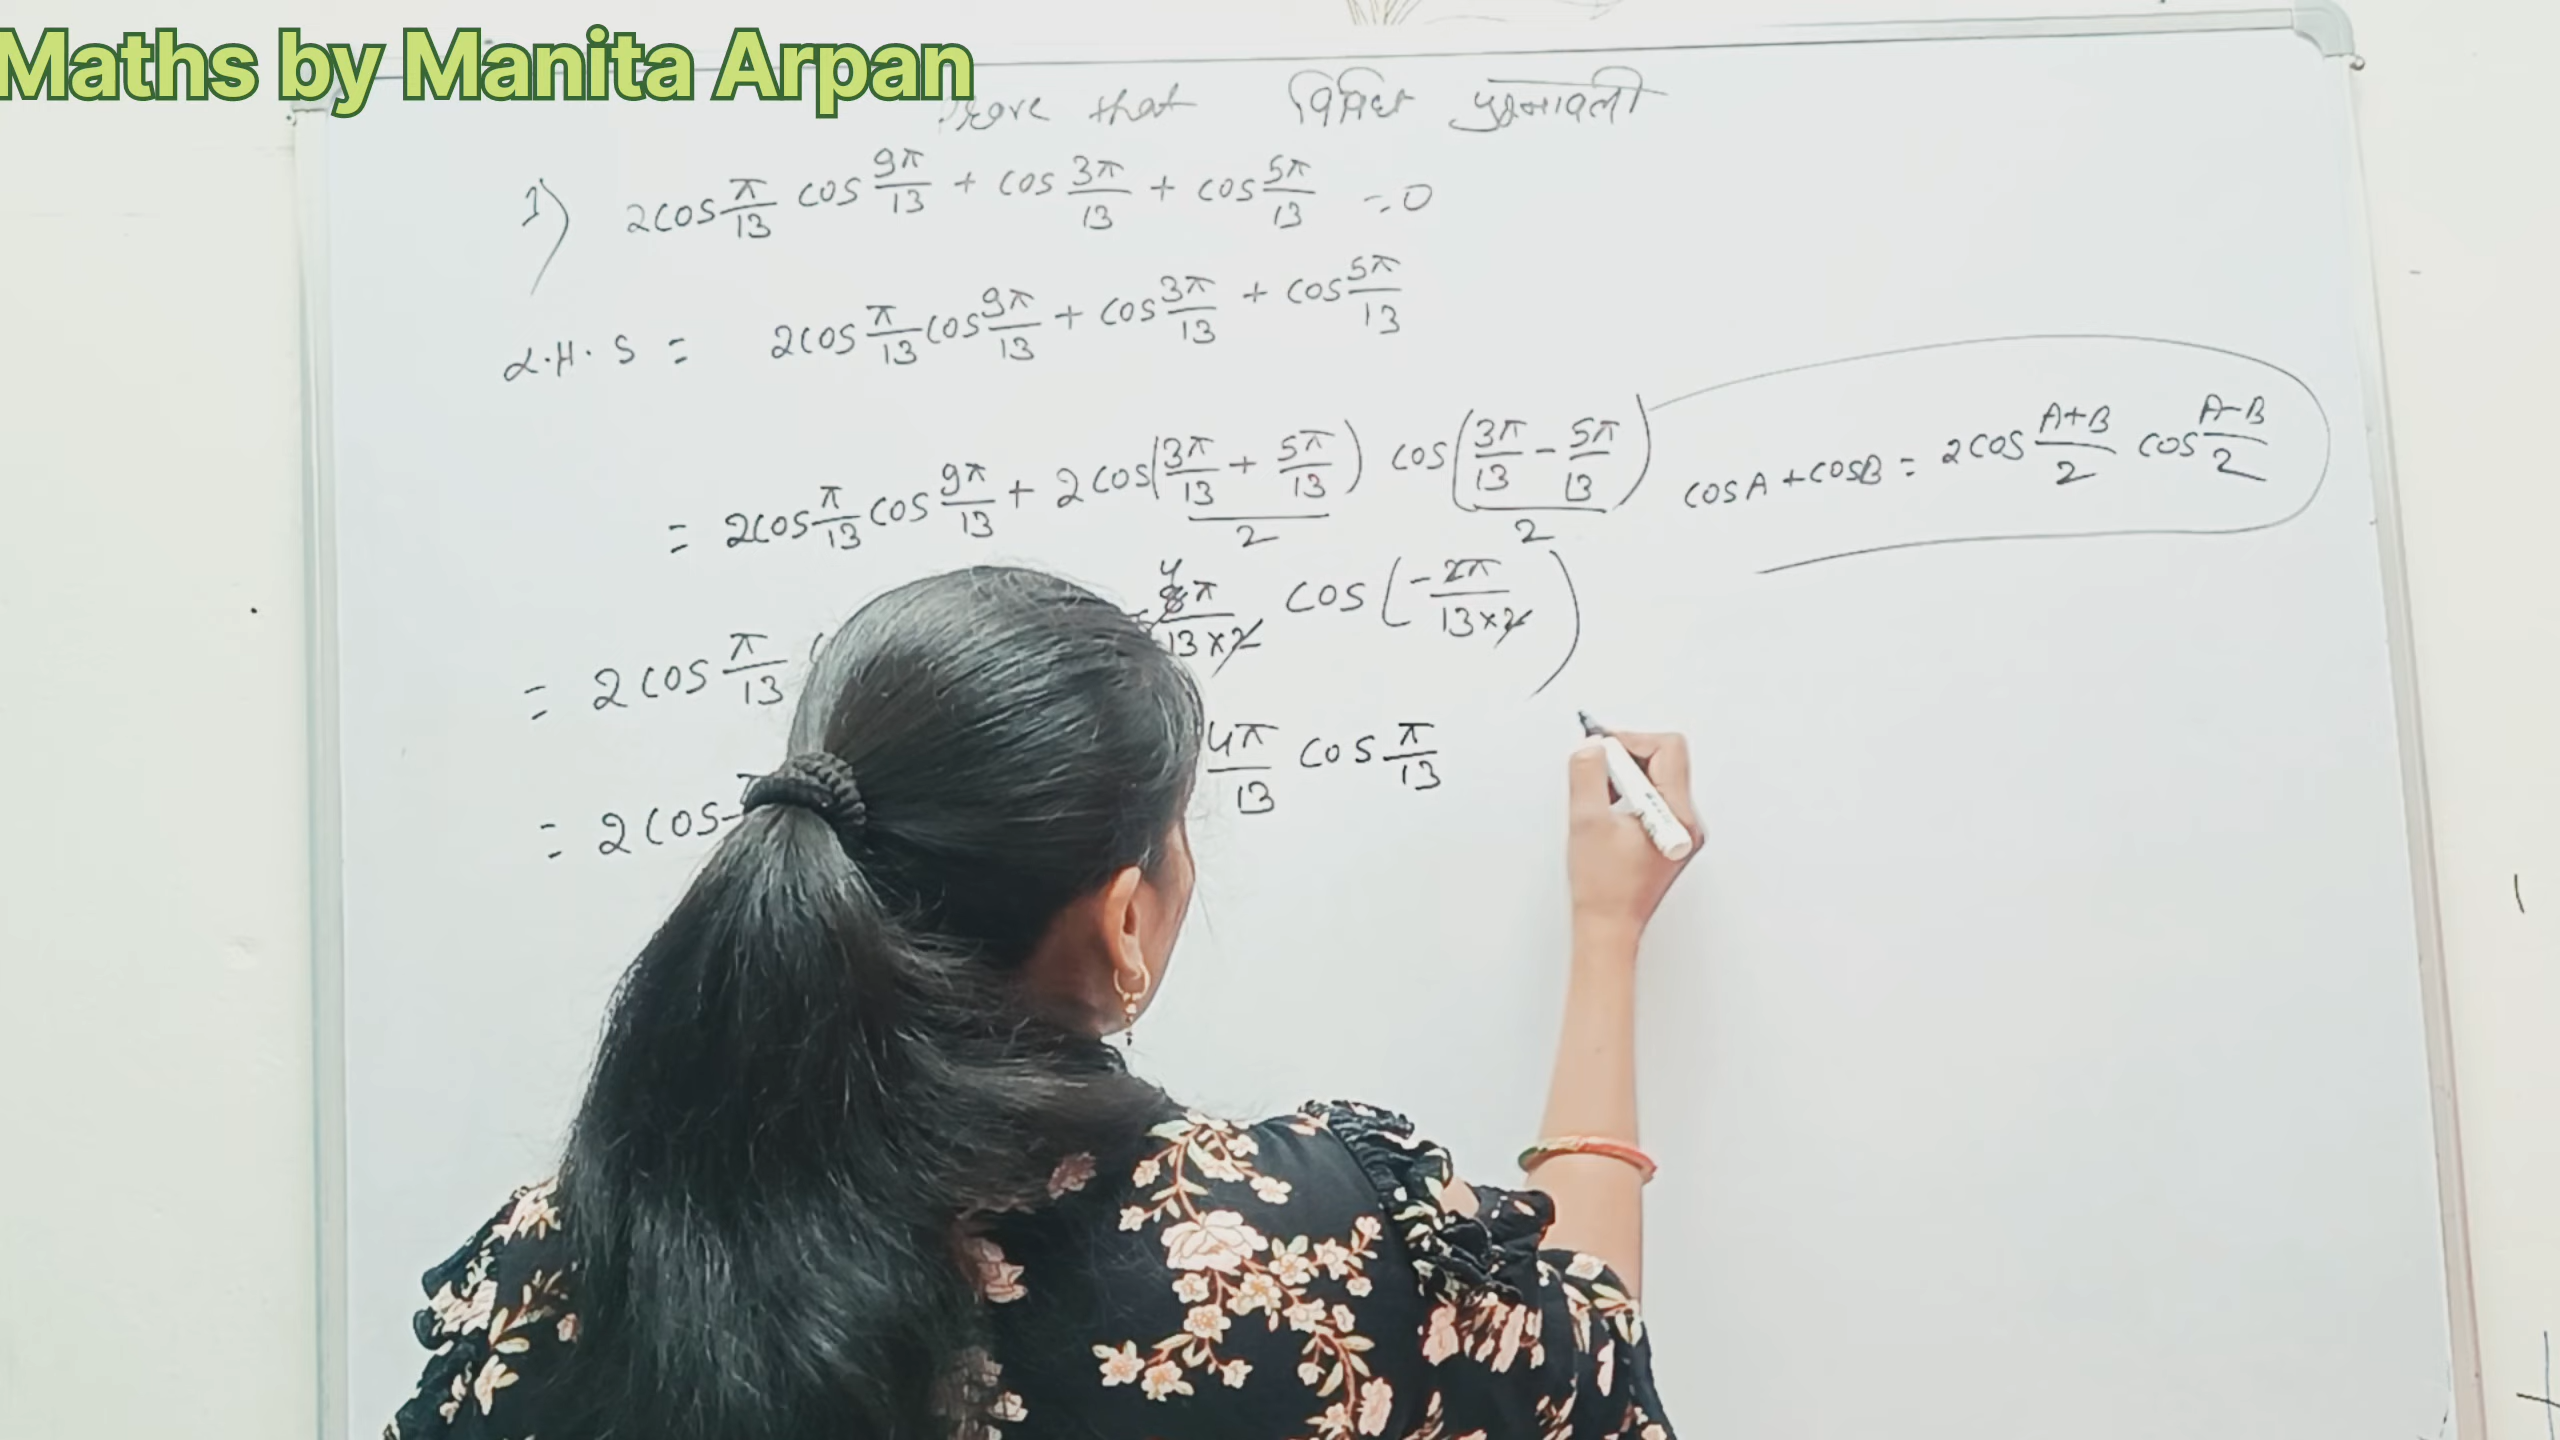 Maths by Manita Arpan
Prove that विविध प्रश्नावली
1) 2cos π/13 cos 9π/13 + cos 3π/13 + cos 5π/13 = 0
L.H.S = 2cos π/13 cos 9π/13 + cos 3π/13 + cos 5π/13
= 2cos π/13 cos 9π/13 + 2cos (3π/13 + 5π/13)/2 cos (3π/13 - 5π/13)/2
cosA + cosB = 2cos A+B/2 cos A-B/2
= 2cos π/13 8π/13×2 4 cos (-2π/13×2)
= 2cos 4π/13 cos π/13